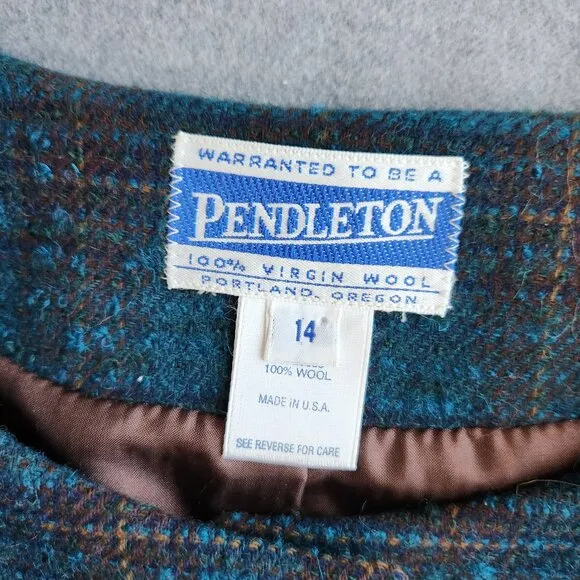 WARRANTED TO BE A
PENDLETON
100% VIRGIN WOOL
PORTLAND, OREGON
14
100% WOOL
MADE IN U.S.A.
SEE REVERSE FOR CARE